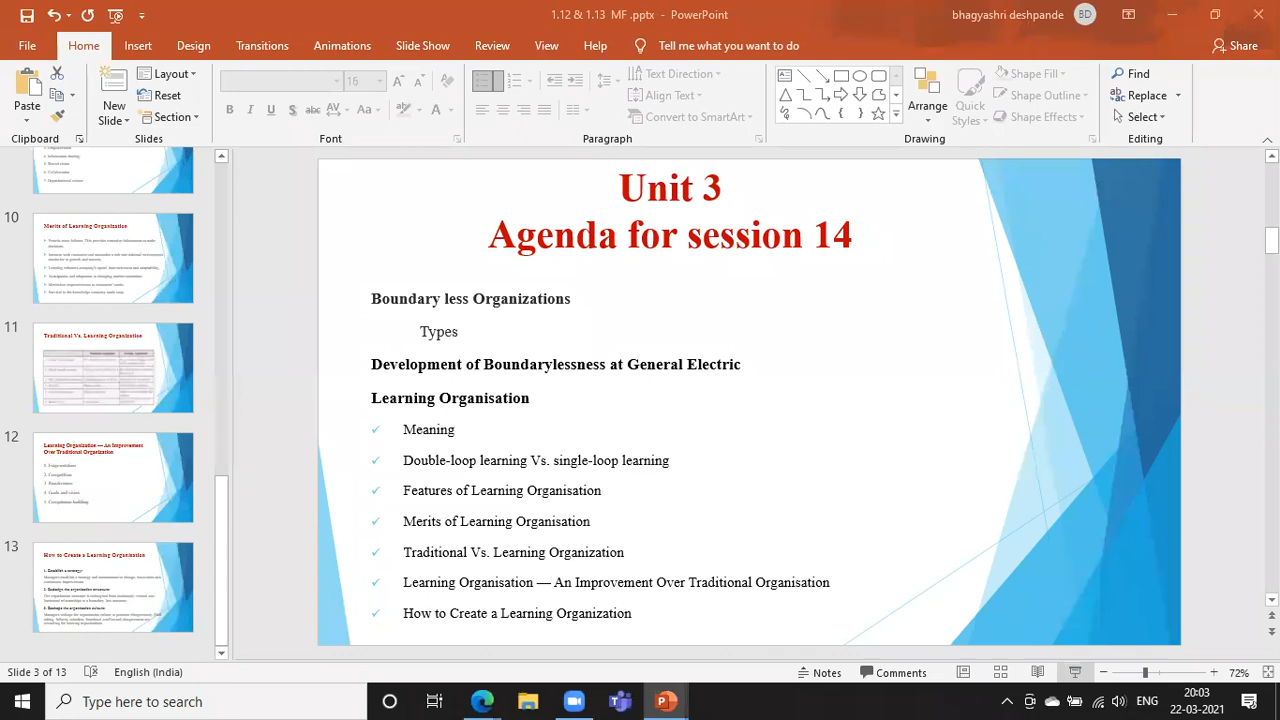 1.12 & 1.13 MF .pptx - PowerPoint
bhagyashri deshpande BD
File Home Insert Design Transitions Animations Slide Show Review View Help Tell me what you want to do Share
Paste
Clipboard
New Slide
Layout
Reset
Section
Slides
16
Font
Text Direction
Align Text
Convert to SmartArt
Paragraph
Arrange
Quick Styles
Shape Fill
Shape Outline
Shape Effects
Drawing
Find
Replace
Select
Editing
10
Merits of Learning Organization
11
Traditional Vs. Learning Organization
12
Learning Organization — An Improvement
Over Traditional Organization
13
How to Create a Learning Organization
1. Establish a strategy:
Unit 3
Agenda for session 14
Boundary less Organizations
Types
Development of Boundarylessness at General Electric
Learning Organisation
✓ Meaning
✓ Double-loop learning Vs. single-loop learning
✓ Features of Learning Organisation
✓ Merits of Learning Organisation
✓ Traditional Vs. Learning Organization
✓ Learning Organisation — An Improvement Over Traditional Organisation
✓ How to Create a Learning Organization
Slide 3 of 13 English (India) Notes Comments 72%
Type here to search
ENG
20:03
22-03-2021